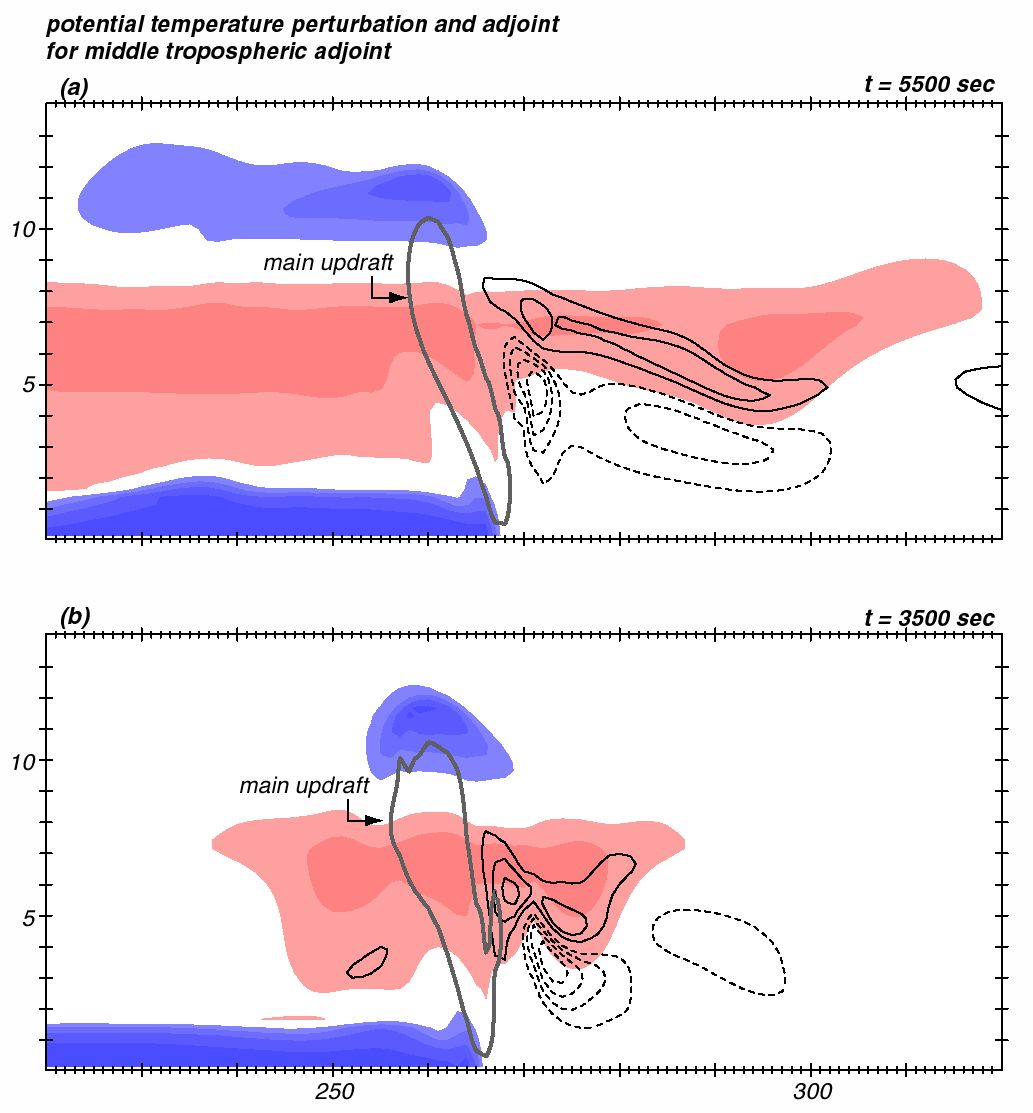 potential temperature perturbation and adjoint
for middle tropospheric adjoint
(a)
t = 5500 sec
10
main updraft
5
(b)
t = 3500 sec
10
main updraft
5
250
300